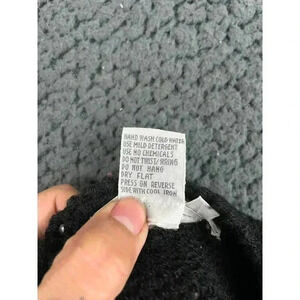 HAND WASH COLD WATER
USE MILD DETERGENT
USE NO CHEMICALS
DO NOT TWIST/WRING
DO NOT HANG
DRY FLAT
PRESS ON REVERSE
SIDE WITH COOL IRON